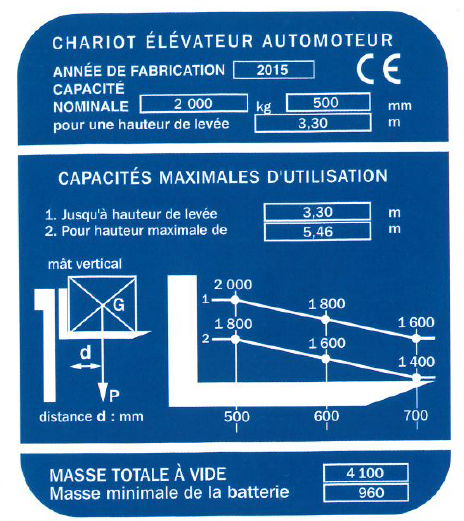 CHARIOT ÉLÉVATEUR AUTOMOTEUR
ANNÉE DE FABRICATION 2015 CE
CAPACITÉ
NOMINALE 2 000 kg 500 mm
pour une hauteur de levée 3,30 m
CAPACITÉS MAXIMALES D'UTILISATION
1. Jusqu'à hauteur de levée 3,30 m
2. Pour hauteur maximale de 5,46 m
mât vertical
G
d
P
distance d : mm
2 000
1 1 800
1 600
1 800
2 1 600
1 400
500 600 700
MASSE TOTALE À VIDE 4 100
Masse minimale de la batterie 960